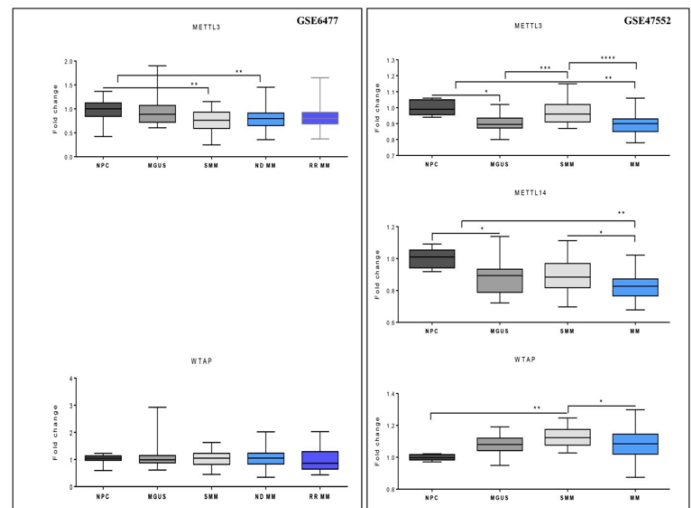 GSE6477
METTL3
Fold change
2.0
1.5
1.0
0.5
0.0
**
**
NPC MGUS SMM ND MM RR MM
WTAP
Fold change
4
3
2
1
0
NPC MGUS SMM ND MM RR MM
GSE47552
METTL3
Fold change
1.3
1.2
1.1
1.0
0.9
0.8
0.7
****
***
**
*
NPC MGUS SMM MM
METTL14
Fold change
1.2
1.0
0.8
0.6
**
*
*
NPC MGUS SMM MM
WTAP
Fold change
1.4
1.2
1.0
0.8
**
*
NPC MGUS SMM MM